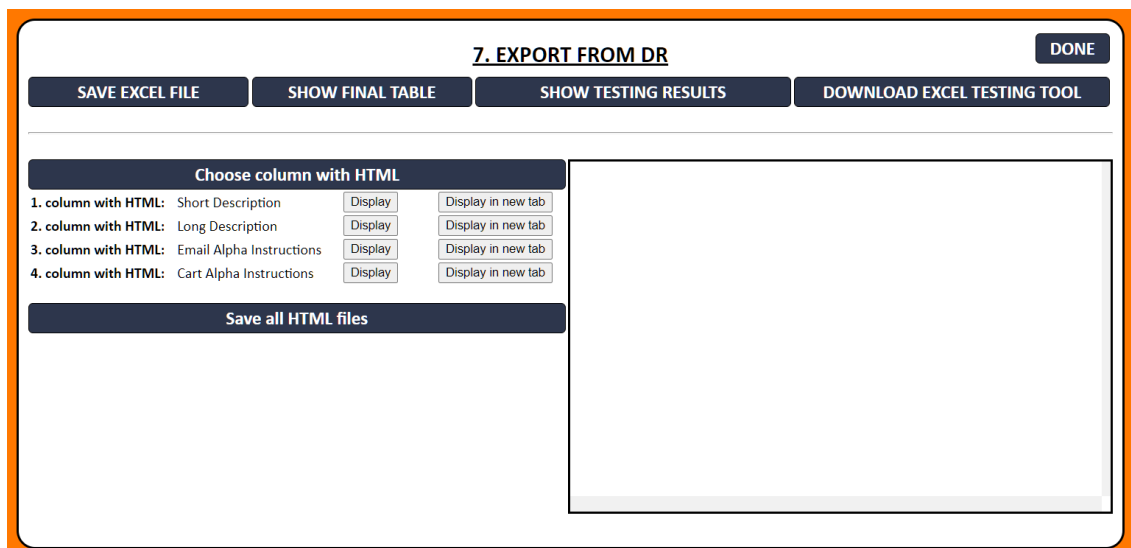 7. EXPORT FROM DR
DONE
SAVE EXCEL FILE
SHOW FINAL TABLE
SHOW TESTING RESULTS
DOWNLOAD EXCEL TESTING TOOL
Choose column with HTML
1. column with HTML: Short Description Display Display in new tab
2. column with HTML: Long Description Display Display in new tab
3. column with HTML: Email Alpha Instructions Display Display in new tab
4. column with HTML: Cart Alpha Instructions Display Display in new tab
Save all HTML files